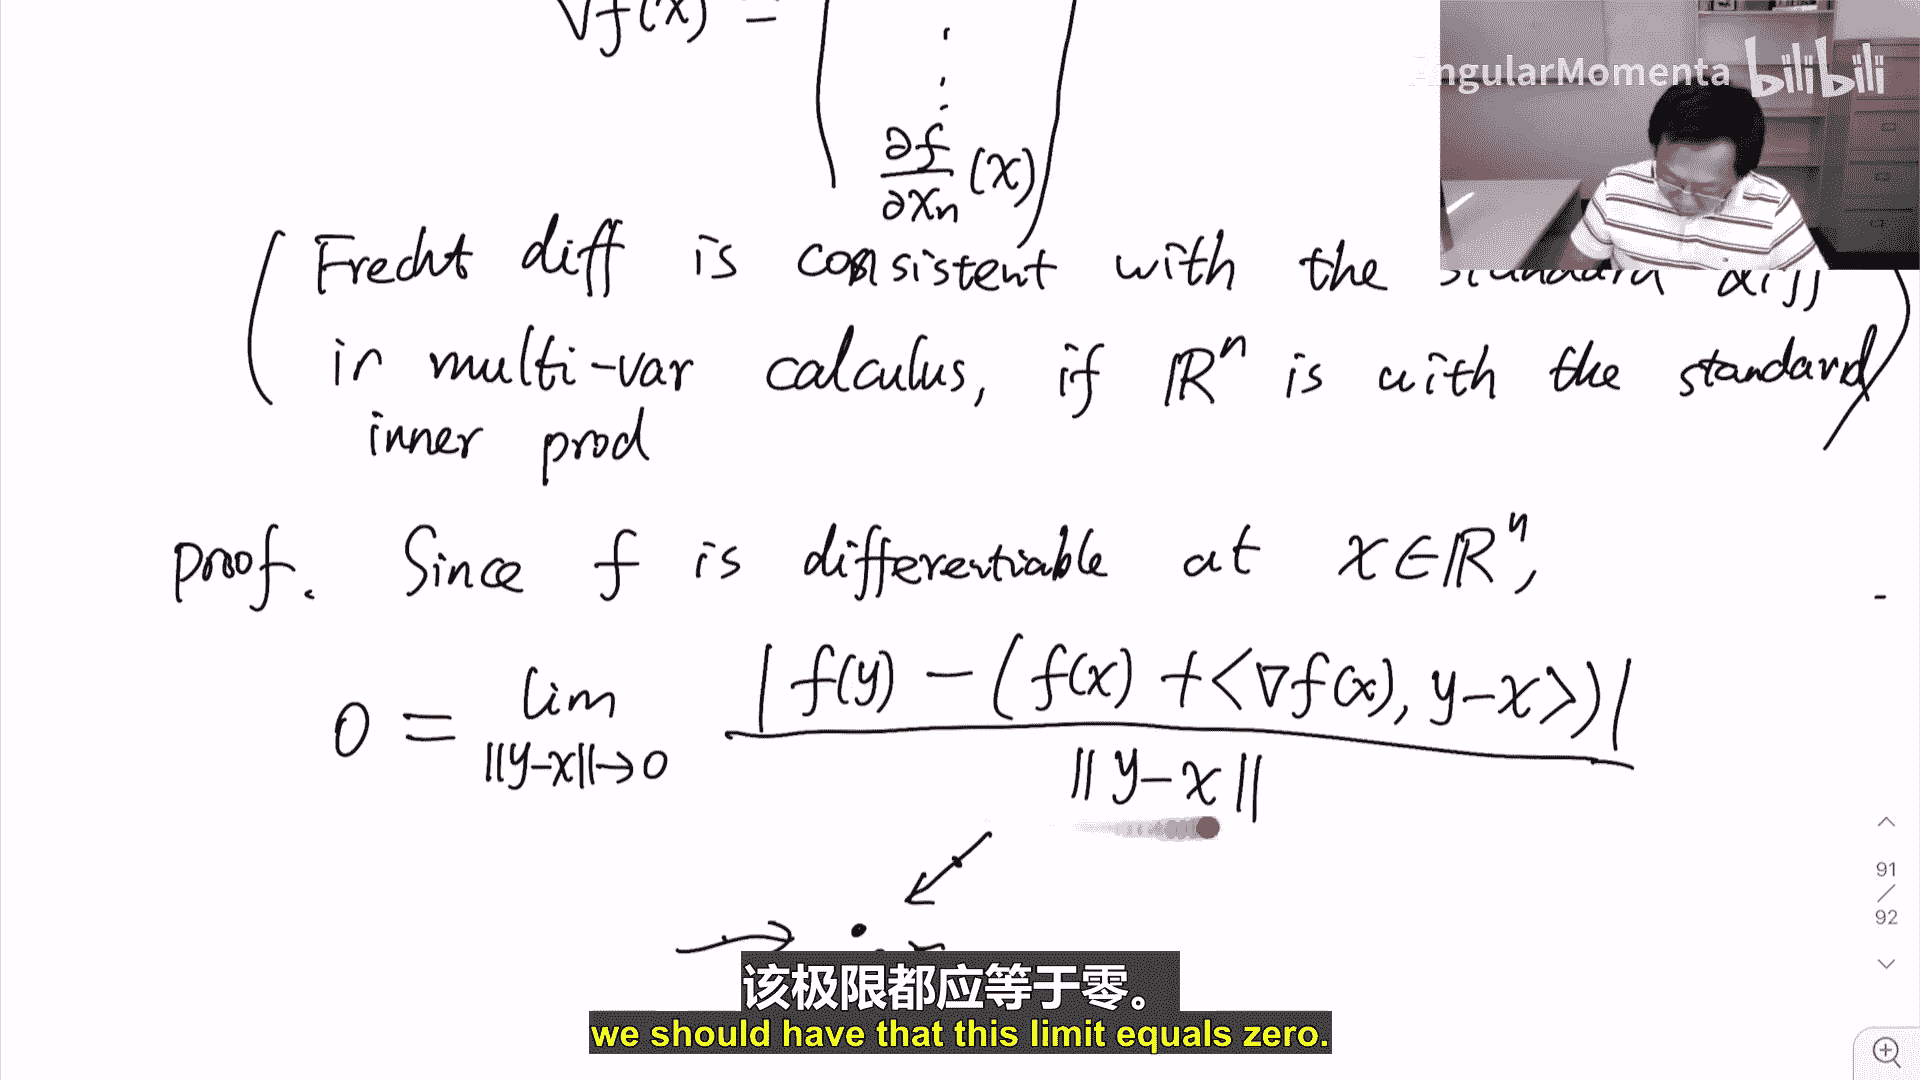 ∇f(x) =
∂f/∂xn (x)
AngularMomenta bilibili
( Frecht diff is consistent with the standard diff
in multi-var calculus, if ℝⁿ is with the standard )
inner prod
Proof. Since f is differentiable at x∈ℝⁿ,
0 = lim ‖y-x‖→0 |f(y) - (f(x) + <∇f(x), y-x>)| / ‖y-x‖
91
/
92
该极限都应等于零。
we should have that this limit equals zero.